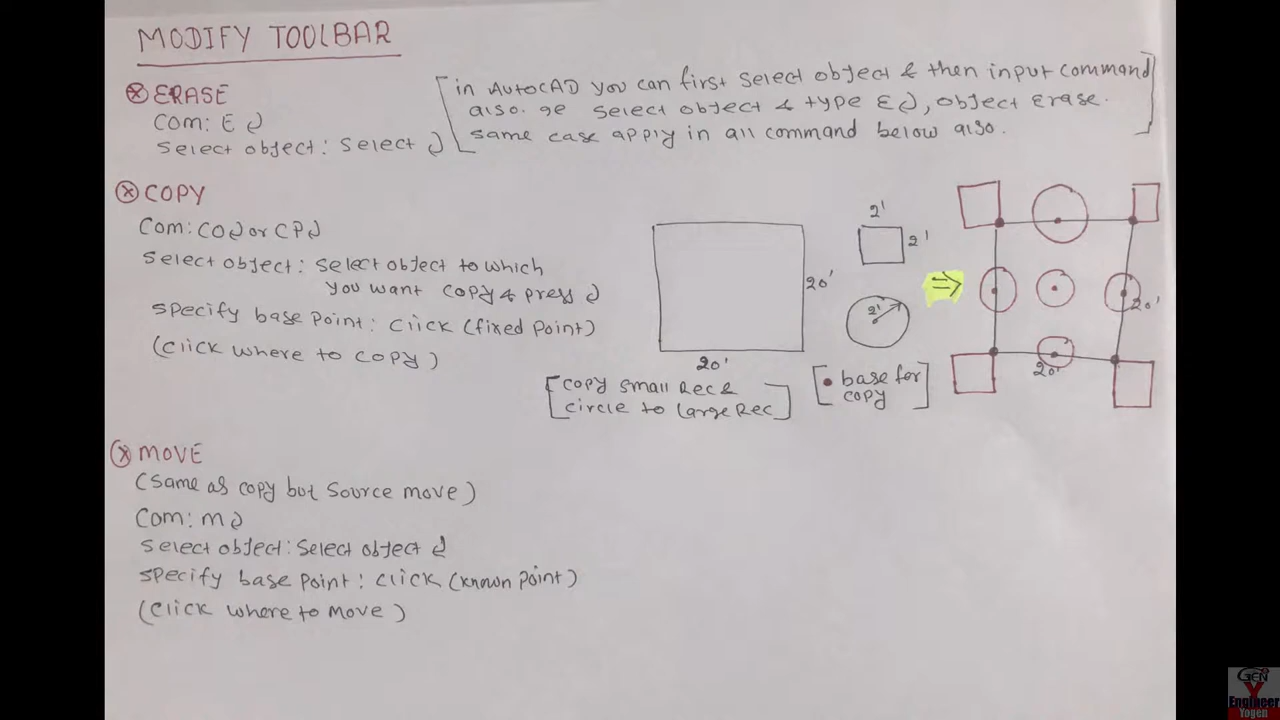 MODIFY TOOLBAR
ERASE
Com: E ↲
Select object: Select ↲
in AutoCAD you can first select object & then input command
also. ie select object & type E↲, object Erase.
same case apply in all command below also.
COPY
Com: CO↲ or CP↲
Select object: select object to which
you want copy & press ↲
specify base point: click (fixed point)
(click where to copy)
20'
20'
2'
2'
2'
⇒
20'
20'
[copy small Rec &
circle to large Rec]
[• base for
copy]
MOVE
(Same as copy but source move)
Com: m↲
Select object: Select object ↲
specify base point: click (known point)
(click where to move)
GEN
Y
Engineer
Yogen